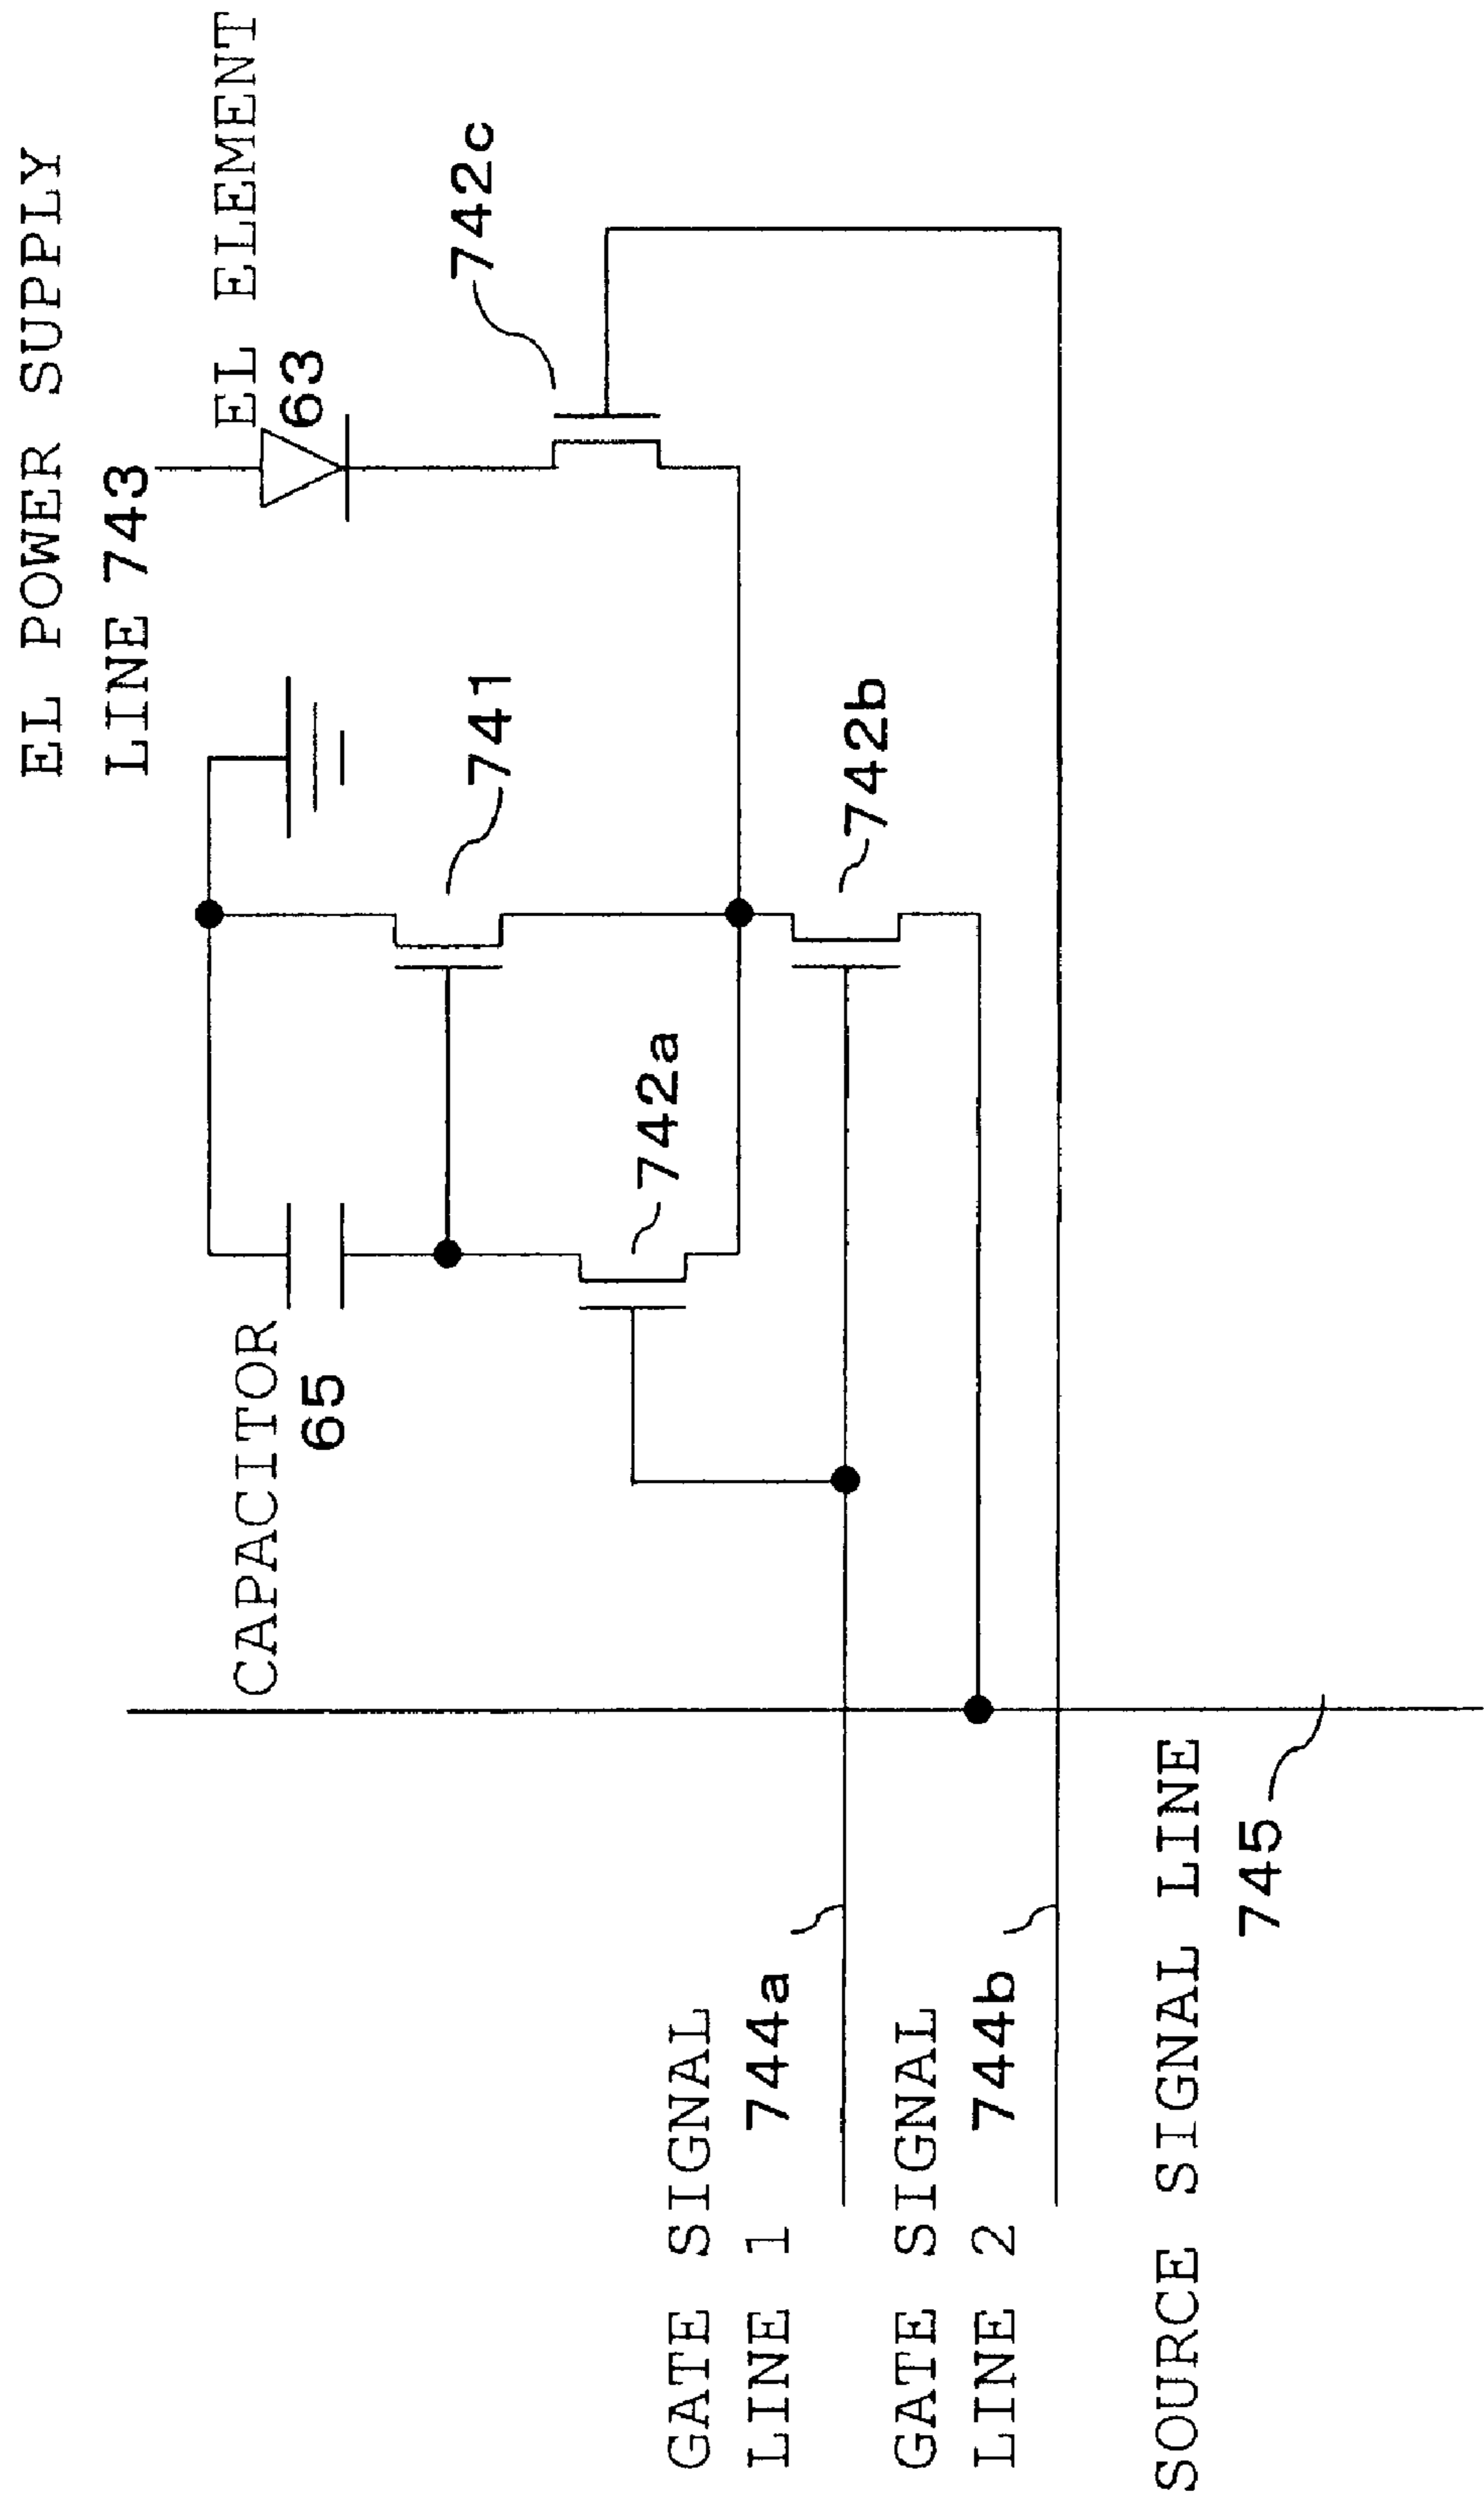 EL POWER SUPPLY
LINE 743
EL ELEMENT
63
742c
741
742b
742a
CAPACITOR
65
GATE SIGNAL
LINE 1 744a
GATE SIGNAL
LINE 2 744b
SOURCE SIGNAL LINE
745